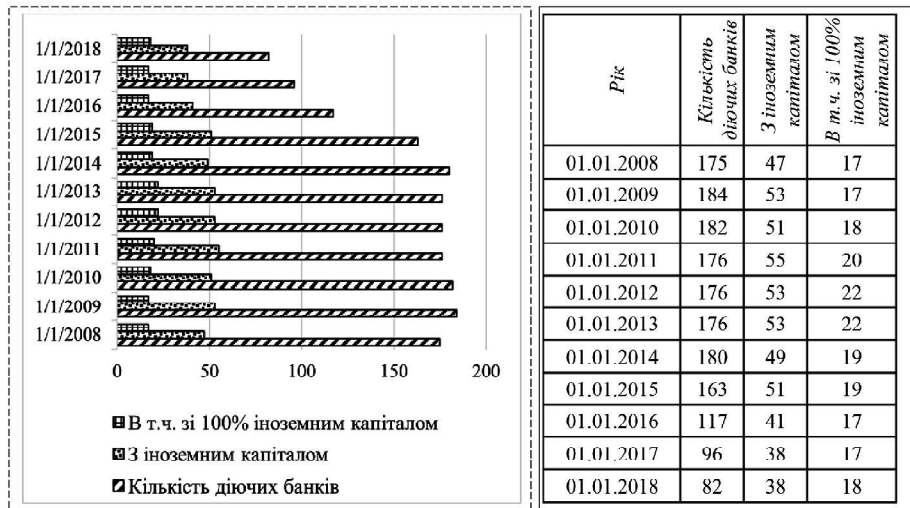 1/1/2018
1/1/2017
1/1/2016
1/1/2015
1/1/2014
1/1/2013
1/1/2012
1/1/2011
1/1/2010
1/1/2009
1/1/2008
0 50 100 150 200
В т.ч. зі 100% іноземним капіталом
З іноземним капіталом
Кількість діючих банків
Рік Кількість діючих банків З іноземним капіталом В т.ч. зі 100% іноземним капіталом
01.01.2008 175 47 17
01.01.2009 184 53 17
01.01.2010 182 51 18
01.01.2011 176 55 20
01.01.2012 176 53 22
01.01.2013 176 53 22
01.01.2014 180 49 19
01.01.2015 163 51 19
01.01.2016 117 41 17
01.01.2017 96 38 17
01.01.2018 82 38 18